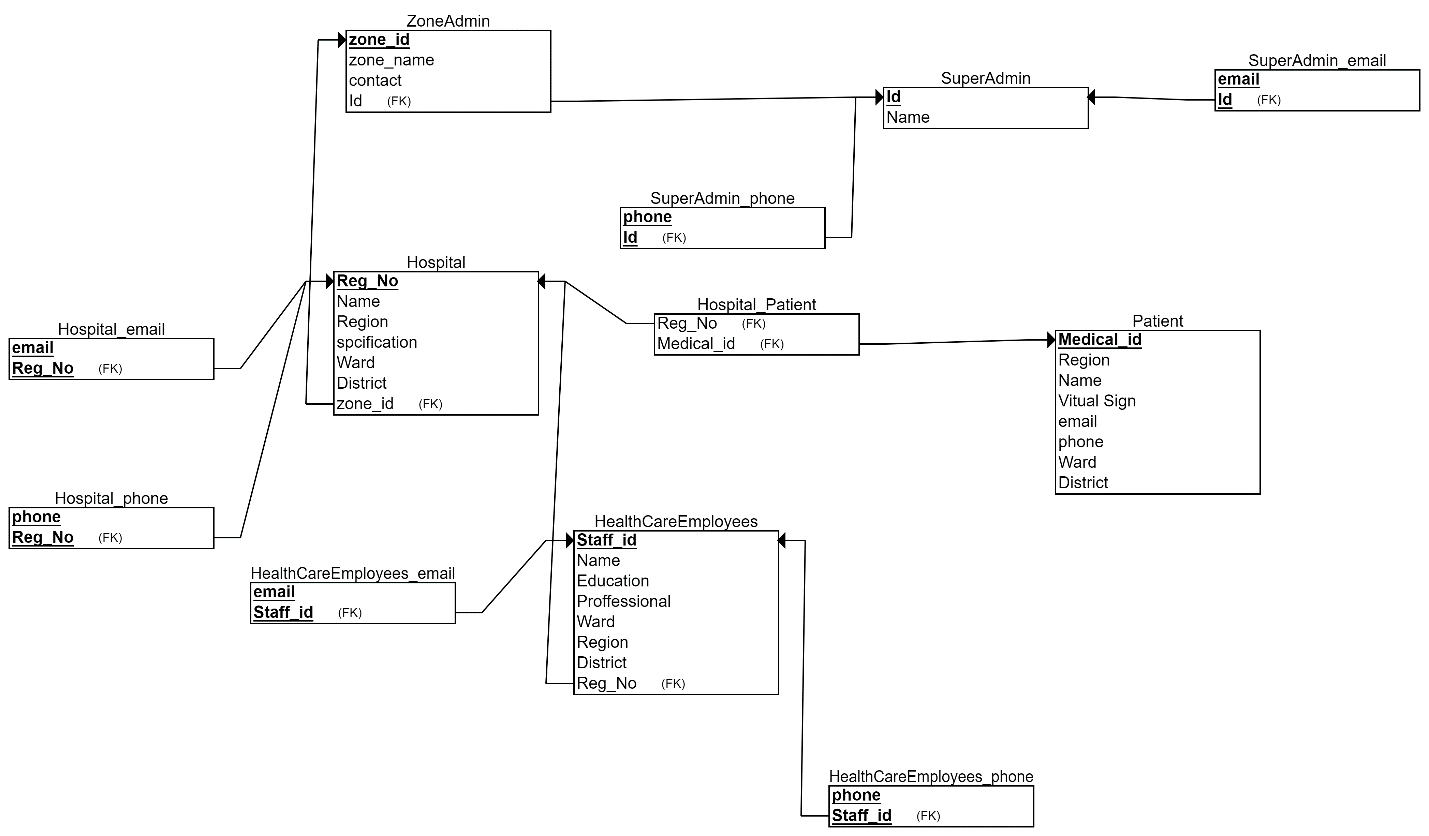 ZoneAdmin
zone_id
zone_name
contact
Id (FK)
SuperAdmin
Id
Name
SuperAdmin_email
email
Id (FK)
SuperAdmin_phone
phone
Id (FK)
Hospital
Reg_No
Name
Region
spcification
Ward
District
zone_id (FK)
Hospital_Patient
Reg_No (FK)
Medical_id (FK)
Patient
Medical_id
Region
Name
Vitual Sign
email
phone
Ward
District
Hospital_email
email
Reg_No (FK)
Hospital_phone
phone
Reg_No (FK)
HealthCareEmployees
Staff_id
Name
Education
Proffessional
Ward
Region
District
Reg_No (FK)
HealthCareEmployees_email
email
Staff_id (FK)
HealthCareEmployees_phone
phone
Staff_id (FK)